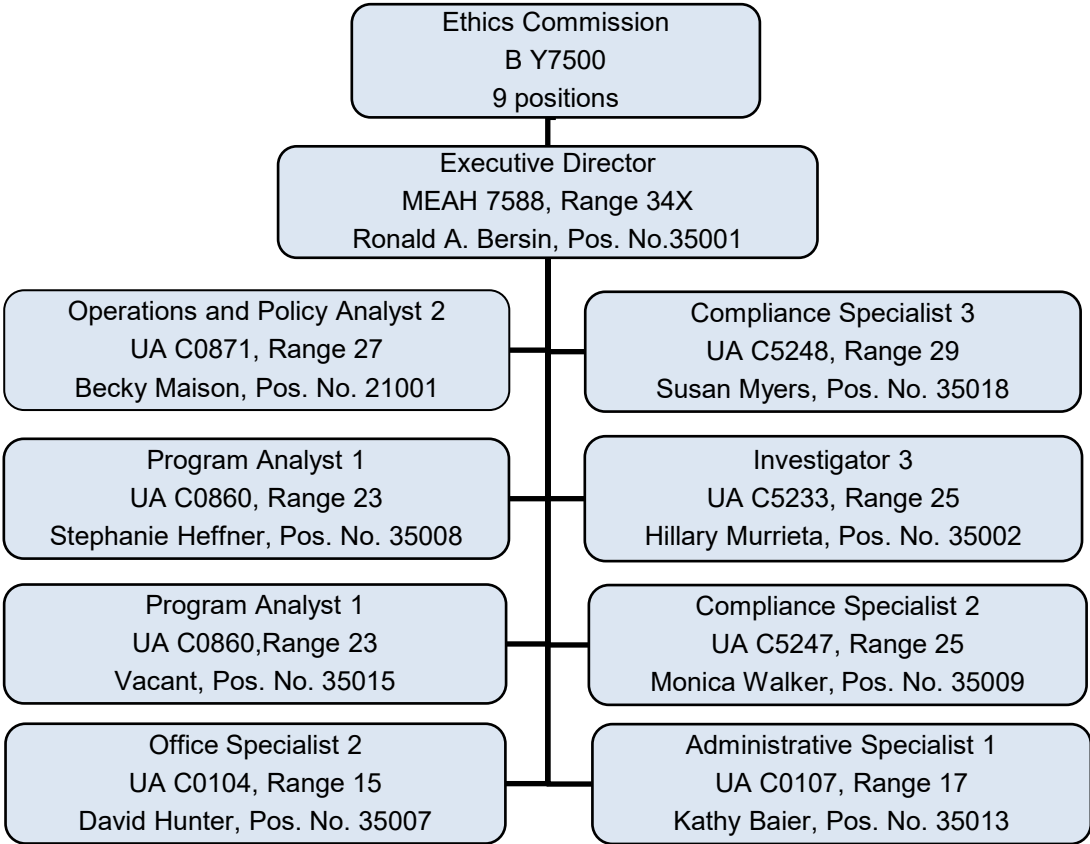 Ethics Commission
B Y7500
9 positions
Executive Director
MEAH 7588, Range 34X
Ronald A. Bersin, Pos. No.35001
Operations and Policy Analyst 2
UA C0871, Range 27
Becky Maison, Pos. No. 21001
Compliance Specialist 3
UA C5248, Range 29
Susan Myers, Pos. No. 35018
Program Analyst 1
UA C0860, Range 23
Stephanie Heffner, Pos. No. 35008
Investigator 3
UA C5233, Range 25
Hillary Murrieta, Pos. No. 35002
Program Analyst 1
UA C0860,Range 23
Vacant, Pos. No. 35015
Compliance Specialist 2
UA C5247, Range 25
Monica Walker, Pos. No. 35009
Office Specialist 2
UA C0104, Range 15
David Hunter, Pos. No. 35007
Administrative Specialist 1
UA C0107, Range 17
Kathy Baier, Pos. No. 35013